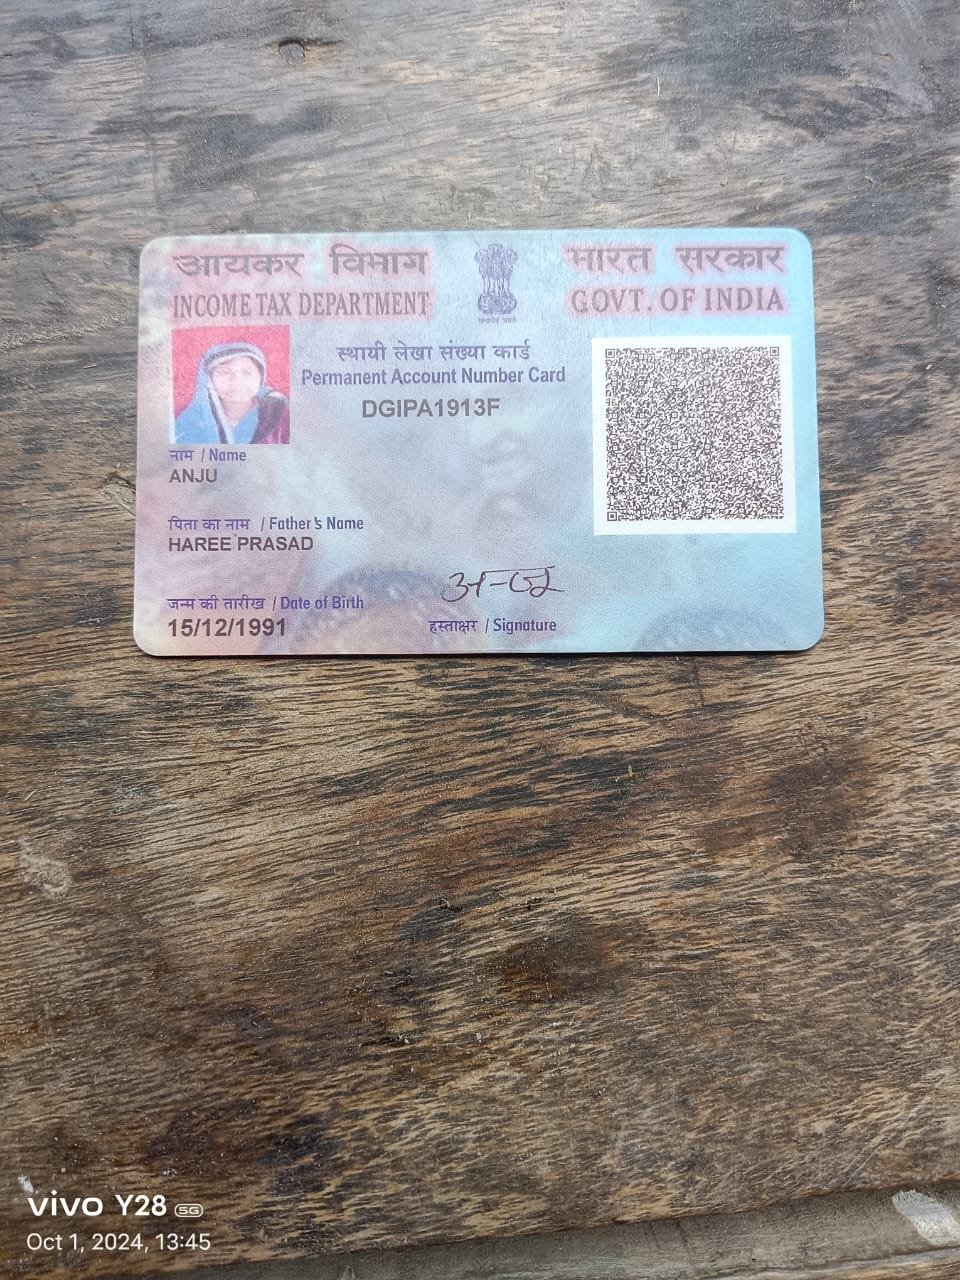 आयकर विभाग
INCOME TAX DEPARTMENT
भारत सरकार
GOVT. OF INDIA
स्थायी लेखा संख्या कार्ड
Permanent Account Number Card
DGIPA1913F
नाम / Name
ANJU
पिता का नाम / Father's Name
HAREE PRASAD
जन्म की तारीख / Date of Birth
15/12/1991
अन्जू
हस्ताक्षर / Signature
vivo Y28 5G
Oct 1, 2024, 13:45